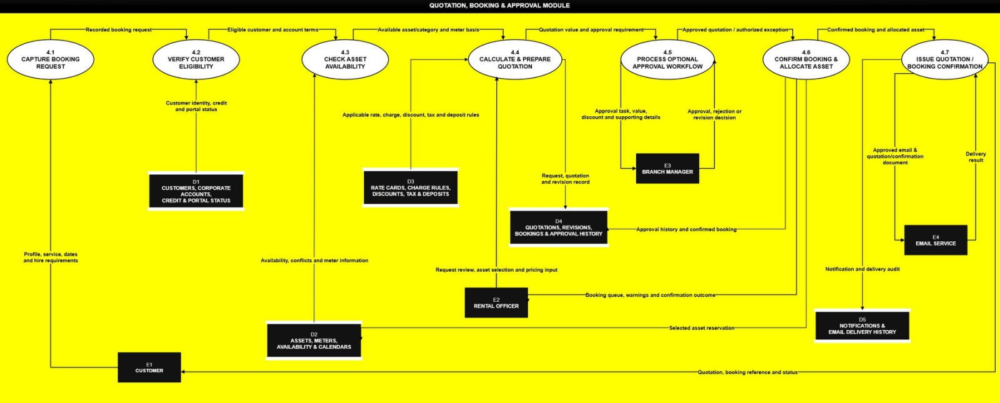 QUOTATION, BOOKING & APPROVAL MODULE
Recorded booking request
Eligible customer and account terms
Available asset/category and meter basis
Quotation value and approval requirement
Approved quotation / authorized exception
Confirmed booking and allocated asset
4.1
CAPTURE BOOKING
REQUEST
4.2
VERIFY CUSTOMER
ELIGIBILITY
4.3
CHECK ASSET
AVAILABILITY
4.4
CALCULATE & PREPARE
QUOTATION
4.5
PROCESS OPTIONAL
APPROVAL WORKFLOW
4.6
CONFIRM BOOKING &
ALLOCATE ASSET
4.7
ISSUE QUOTATION /
BOOKING CONFIRMATION
Customer identity, credit
and portal status
Applicable rate, charge, discount, tax and deposit rules
Approval task, value,
discount and supporting details
Approval, rejection or
revision decision
Approved email &
quotation/confirmation
document
Delivery
result
E3
BRANCH MANAGER
Request, quotation
and revision record
D1
CUSTOMERS, CORPORATE
ACCOUNTS,
CREDIT & PORTAL STATUS
D3
RATE CARDS, CHARGE RULES,
DISCOUNTS, TAX & DEPOSITS
D4
QUOTATIONS, REVISIONS,
BOOKINGS & APPROVAL HISTORY
Approval history and confirmed booking
E4
EMAIL SERVICE
Profile, service, dates
and hire requirements
Availability, conflicts and meter information
Request review, asset selection and pricing input
Notification and delivery audit
E2
RENTAL OFFICER
Booking queue, warnings and confirmation outcome
D2
ASSETS, METERS,
AVAILABILITY & CALENDARS
Selected asset reservation
D5
NOTIFICATIONS &
EMAIL DELIVERY HISTORY
E1
CUSTOMER
Quotation, booking reference and status